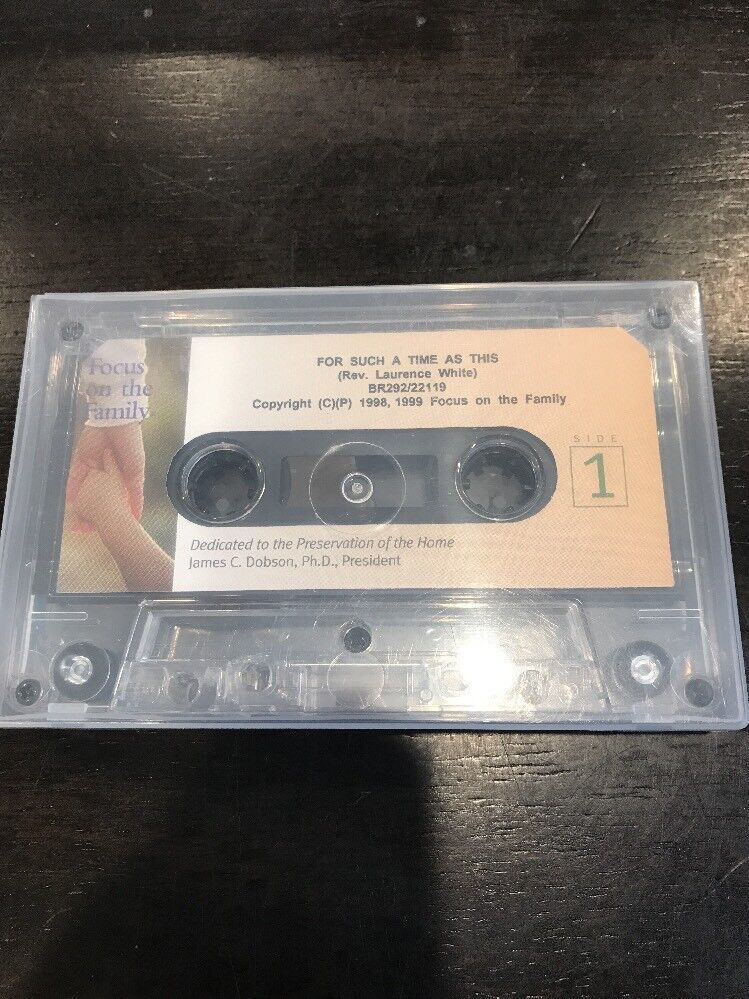 Focus
on the
Family.
FOR SUCH A TIME AS THIS
(Rev. Laurence White)
BR292/22119
Copyright (C)(P) 1998, 1999 Focus on the Family
SIDE
1
Dedicated to the Preservation of the Home
James C. Dobson, Ph.D., President